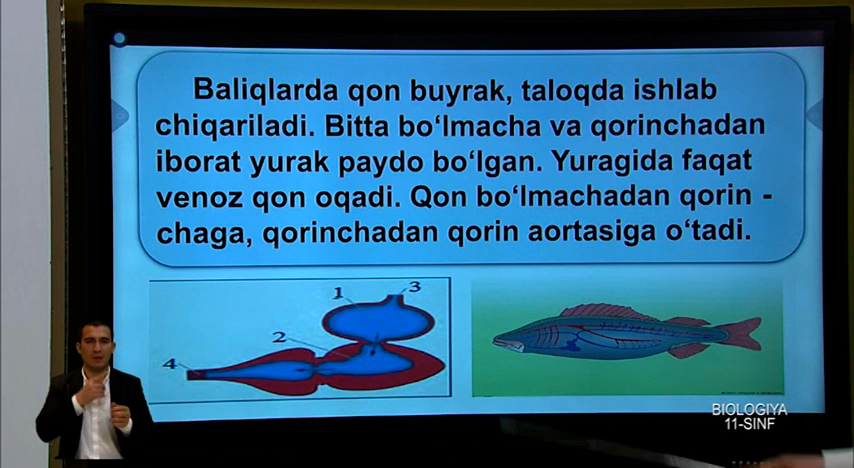 Baliqlarda qon buyrak, taloqda ishlab
chiqariladi. Bitta bo‘lmacha va qorinchadan
iborat yurak paydo bo‘lgan. Yuragida faqat
venoz qon oqadi. Qon bo‘lmachadan qorin -
chaga, qorinchadan qorin aortasiga o‘tadi.
1
3
2
4
BIOLOGIYA
11-SINF